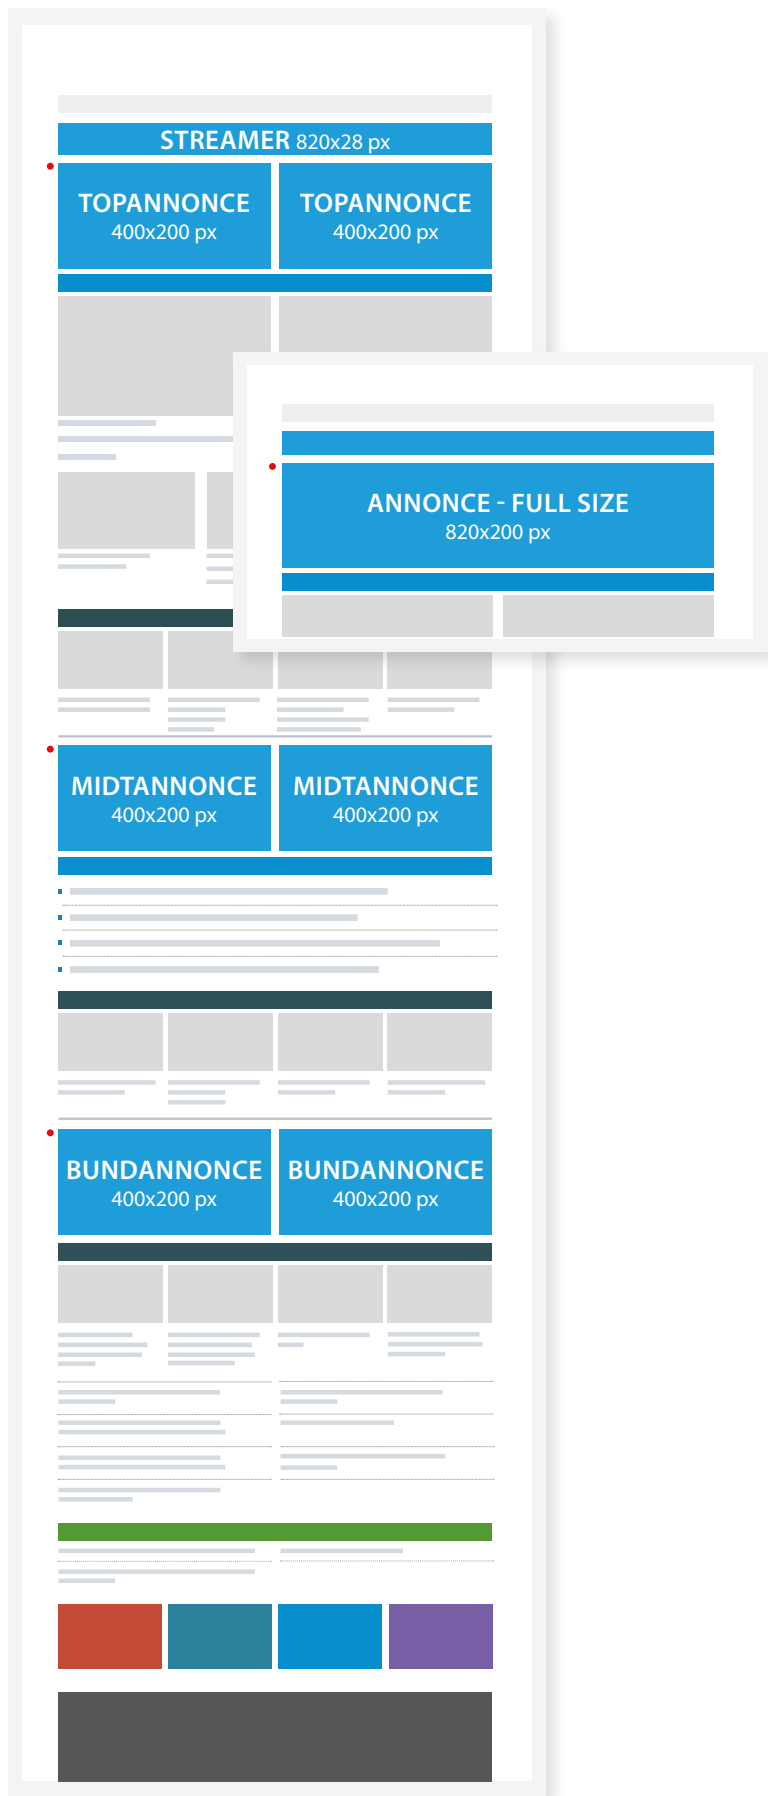 STREAMER 820x28 px
TOPANNONCE
400x200 px
TOPANNONCE
400x200 px
ANNONCE - FULL SIZE
820x200 px
MIDTANNONCE
400x200 px
MIDTANNONCE
400x200 px
BUNDANNONCE
400x200 px
BUNDANNONCE
400x200 px